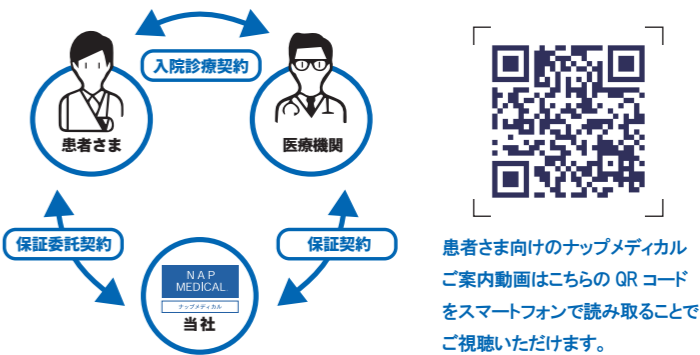 入院診療契約
患者さま
医療機関
保証委託契約
保証契約
NAP
MEDICAL
ナップメディカル
当社
患者さま向けのナップメディカル
ご案内動画はこちらの QR コード
をスマートフォンで読み取ることで
ご視聴いただけます。